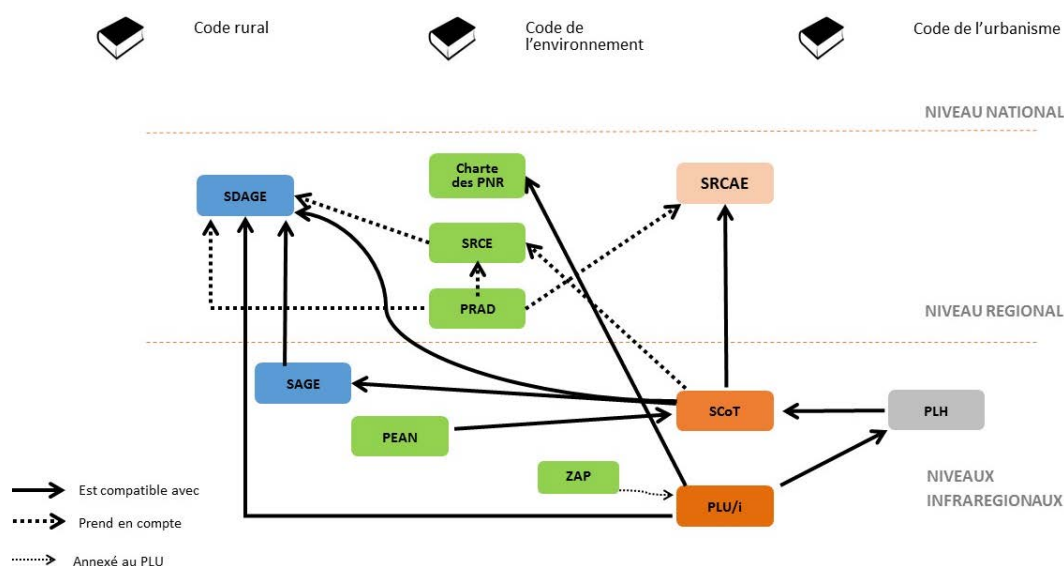 Code rural
Code de
l'environnement
Code de l'urbanisme
NIVEAU NATIONAL
Charte
des PNR
SRCAE
SDAGE
SRCE
PRAD
NIVEAU REGIONAL
SAGE
SCoT
PLH
PEAN
ZAP
NIVEAUX
INFRAREGIONAUX
PLU/i
Est compatible avec
Prend en compte
Annexé au PLU